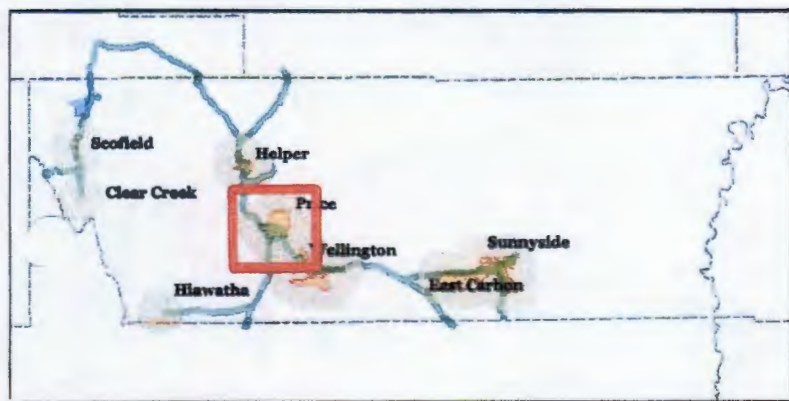 Scofield
Helper
Clear Creek
Price
Wellington
Sunnyside
East Carbon
Hiawatha